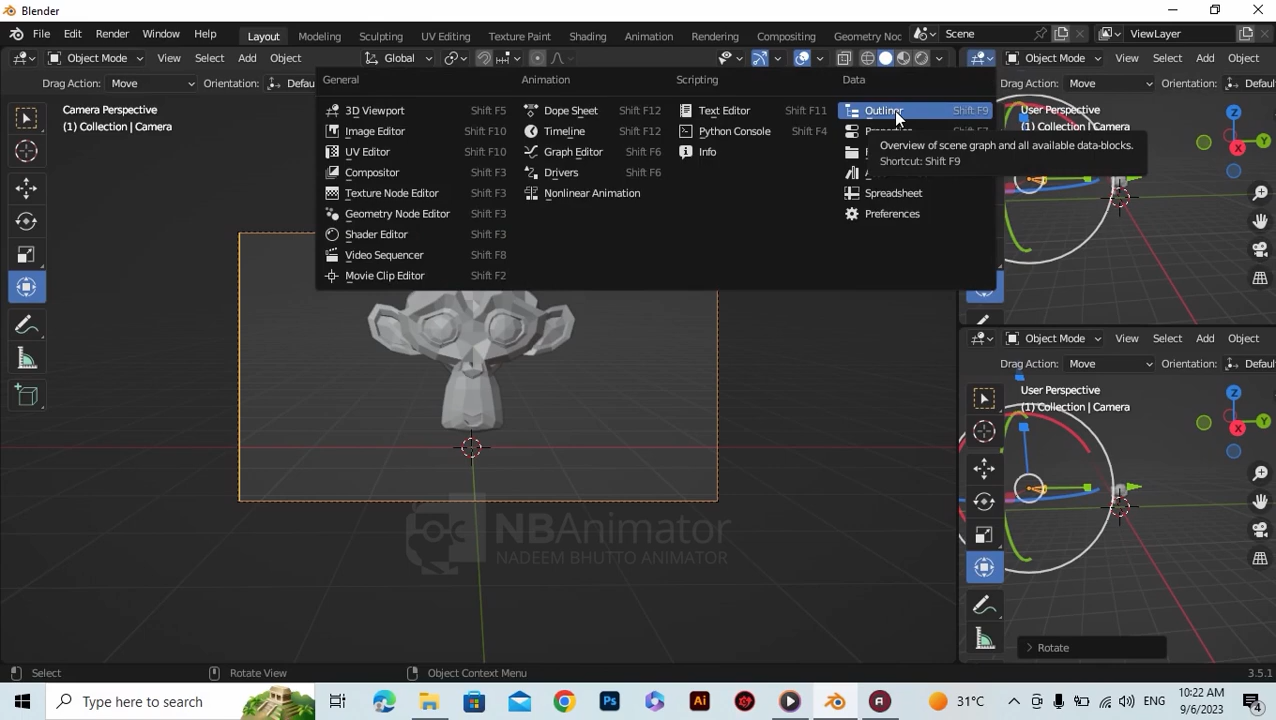 Blender
File Edit Render Window Help Layout Modeling Sculpting UV Editing Texture Paint Shading Animation Rendering Compositing Geometry Noc Scene ViewLayer
Object Mode View Select Add Object Global Object Mode View Select Add Object
Drag Action: Move Orientation: Defau Drag Action: Move
General Animation Scripting Data
3D Viewport Shift F5 Dope Sheet Shift F12 Text Editor Shift F11 Outliner Shift F9
Image Editor Shift F10 Timeline Shift F12 Python Console Shift F4 Properties Shift F7
UV Editor Shift F10 Graph Editor Shift F6 Info
Compositor Shift F3 Drivers Shift F6
Texture Node Editor Shift F3 Nonlinear Animation Spreadsheet
Geometry Node Editor Shift F3 Preferences
Shader Editor Shift F3
Video Sequencer Shift F8
Movie Clip Editor Shift F2
Overview of scene graph and all available data-blocks.
Shortcut: Shift F9
Camera Perspective
(1) Collection | Camera
User Perspective
(1) Collection | Camera
Z
Y
X
Object Mode View Select Add Object
Drag Action: Move Orientation: Defaul
User Perspective
(1) Collection | Camera
Z
Y
X
NBAnimator
NADEEM BHUTTO ANIMATOR
Rotate
Select Rotate View Object Context Menu 3.5.1
Type here to search 31°C ENG 10:22 AM
9/6/2023 4